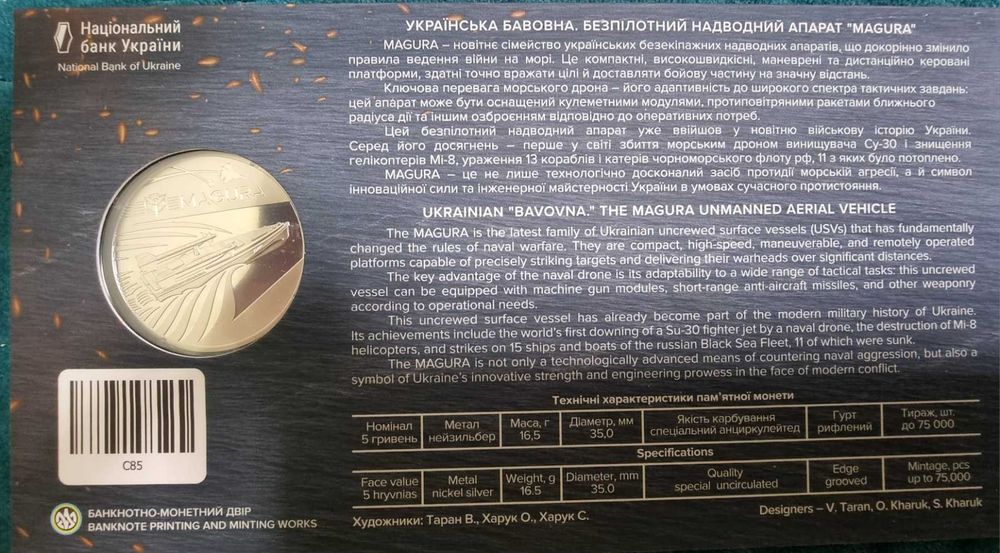 Національний
банк України
National Bank of Ukraine
УКРАЇНСЬКА БАВОВНА. БЕЗПІЛОТНИЙ НАДВОДНИЙ АПАРАТ "MAGURA"
MAGURA – новітнє сімейство українських безекіпажних надводних апаратів, що докорінно змінило
правила ведення війни на морі. Це компактні, високошвидкісні, маневрені та дистанційно керовані
платформи, здатні точно вражати цілі й доставляти бойову частину на значну відстань.
Ключова перевага морського дрона – його адаптивність до широкого спектра тактичних завдань:
цей апарат може бути оснащений кулеметними модулями, протиповітряними ракетами ближнього
радіуса дії та іншим озброєнням відповідно до оперативних потреб.
Цей безпілотний надводний апарат уже ввійшов у новітню військову історію України.
Серед його досягнень – перше у світі збиття морським дроном винищувача Су-30 і знищення
гелікоптерів Мі-8, ураження 13 кораблів і катерів чорноморського флоту рф, 11 з яких було потоплено.
MAGURA – це не лише технологічно досконалий засіб протидії морській агресії, а й символ
інноваційної сили та інженерної майстерності України в умовах сучасного протистояння.
UKRAINIAN "BAVOVNA." THE MAGURA UNMANNED AERIAL VEHICLE
The MAGURA is the latest family of Ukrainian uncrewed surface vessels (USVs) that has fundamentally
changed the rules of naval warfare. They are compact, high-speed, maneuverable, and remotely operated
platforms capable of precisely striking targets and delivering their warheads over significant distances.
The key advantage of the naval drone is its adaptability to a wide range of tactical tasks: this uncrewed
vessel can be equipped with machine gun modules, short-range anti-aircraft missiles, and other weaponry
according to operational needs.
This uncrewed surface vessel has already become part of the modern military history of Ukraine.
Its achievements include the world's first downing of a Su-30 fighter jet by a naval drone, the destruction of Mi-8
helicopters, and strikes on 15 ships and boats of the russian Black Sea Fleet, 11 of which were sunk.
The MAGURA is not only a technologically advanced means of countering naval aggression, but also a
symbol of Ukraine's innovative strength and engineering prowess in the face of modern conflict.
MAGURA
C85
Технічні характеристики пам'ятної монети
Номінал Метал Маса, г Діаметр, мм Якість карбування Гурт Тираж, шт.
5 гривень нейзильбер 16,5 35,0 спеціальний анциркулейтед рифлений до 75 000
Specifications
Face value Metal Weight, g Diameter, mm Quality Edge Mintage, pcs
5 hryvnias nickel silver 16.5 35.0 special uncirculated grooved up to 75,000
Художники: Таран В., Харук О., Харук С.
Designers – V. Taran, O. Kharuk, S. Kharuk
БАНКНОТНО-МОНЕТНИЙ ДВІР
BANKNOTE PRINTING AND MINTING WORKS